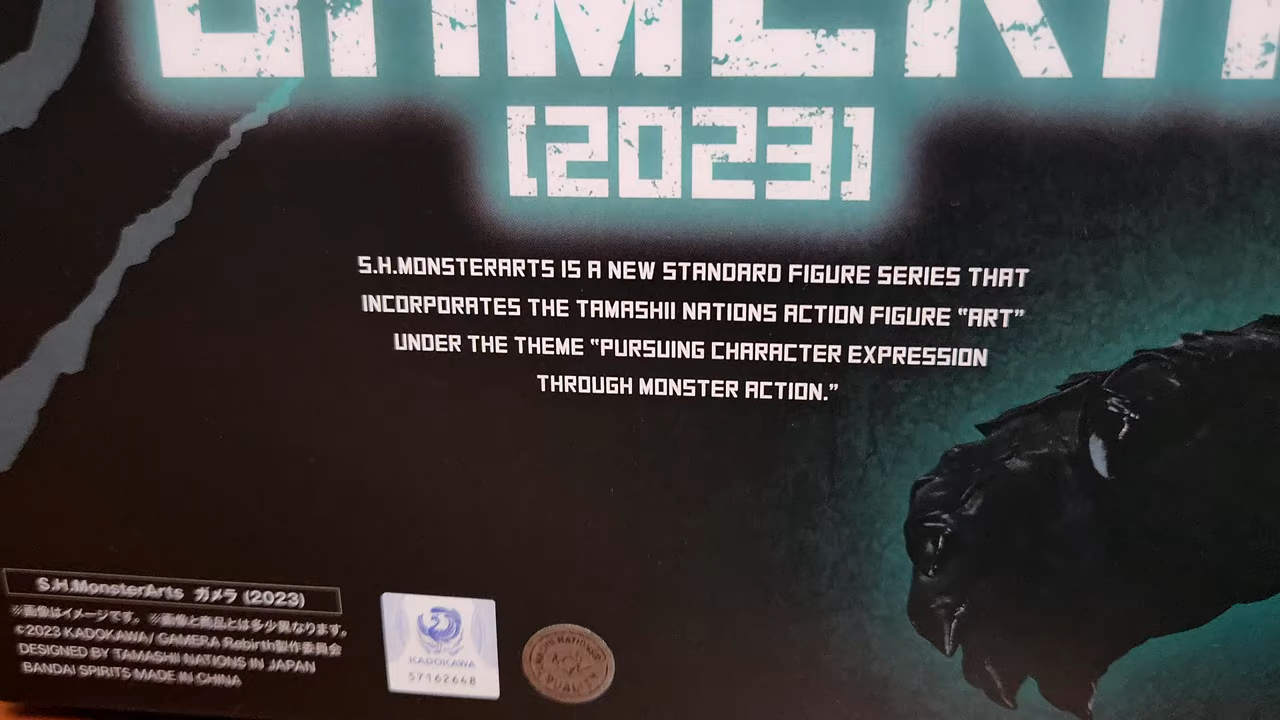 GAMERA
[2023]
S.H.MONSTERARTS IS A NEW STANDARD FIGURE SERIES THAT
INCORPORATES THE TAMASHII NATIONS ACTION FIGURE “ART”
UNDER THE THEME “PURSUING CHARACTER EXPRESSION
THROUGH MONSTER ACTION.”
S.H.MonsterArts ガメラ (2023)
※画像はイメージです。 ※画像と商品とは多少異なります。
©2023 KADOKAWA/ GAMERA Rebirth製作委員会
DESIGNED BY TAMASHII NATIONS IN JAPAN
BANDAI SPIRITS MADE IN CHINA
KADOKAWA
57162668
TAMASHII NATIONS
QUALITY